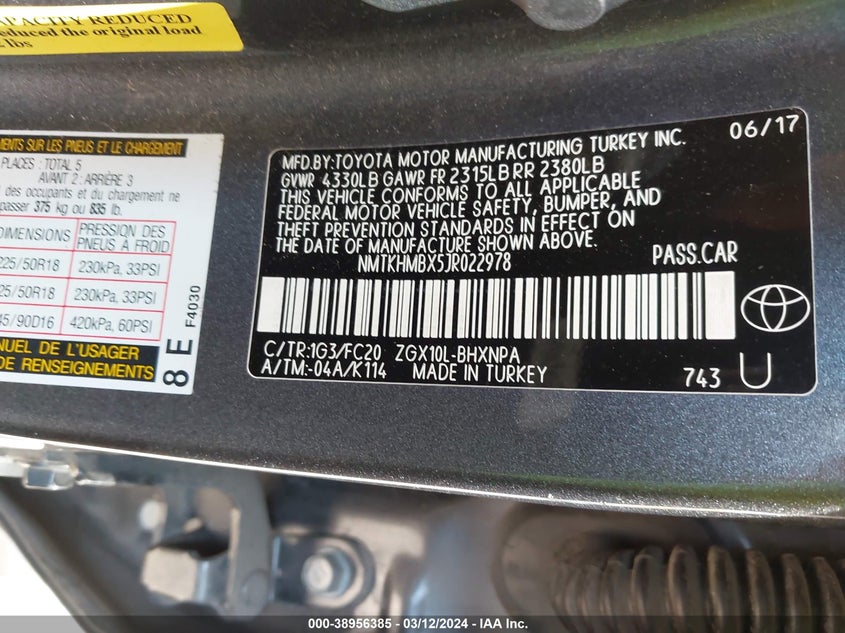 CAPACITY REDUCED
reduced the original load
lbs
MENTS SUR LES PNEUS ET LE CHARGEMENT
PLACES : TOTAL 5
AVANT 2: ARRIÈRE 3
des occupants et du chargement ne
passer 375 kg ou 835 lb.
DIMENSIONS PRESSION DES PNEUS À FROID
225/50R18 230kPa, 33PSI
25/50R18 230kPa, 33PSI
45/90D16 420kPa, 60PSI
NUEL DE L'USAGER
DE RENSEIGNEMENTS
8 E F4030
06/17
MFD.BY:TOYOTA MOTOR MANUFACTURING TURKEY INC.
GVWR 4330LB GAWR FR 2315LB RR 2380LB
THIS VEHICLE CONFORMS TO ALL APPLICABLE
FEDERAL MOTOR VEHICLE SAFETY, BUMPER, AND
THEFT PREVENTION STANDARDS IN EFFECT ON
THE DATE OF MANUFACTURE SHOWN ABOVE.
NMTKHMBX5JR022978 PASS.CAR
C/TR:1G3/FC20 ZGX10L-BHXNPA
A/TM:-04A/K114 MADE IN TURKEY 743 U
000-38956385 - 03/12/2024 - IAA Inc.